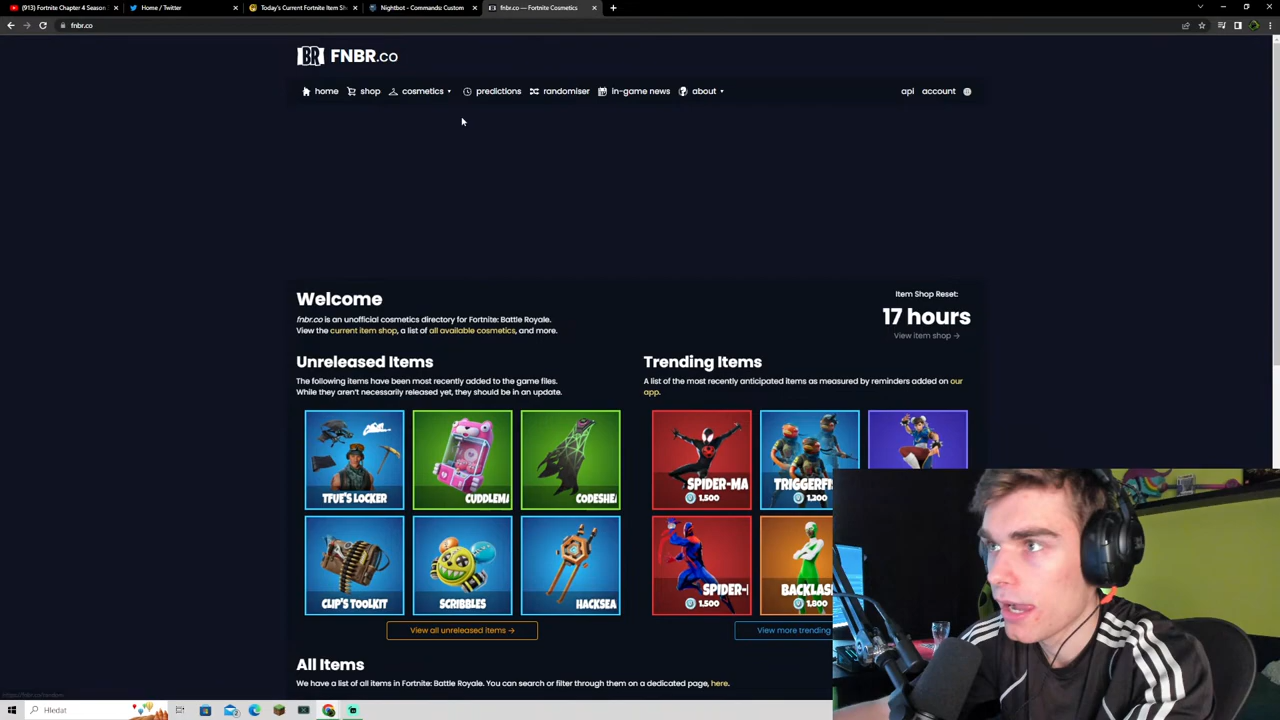 (913) Fortnite Chapter 4 Season
Home / Twitter
Today's Current Fortnite Item Sh
Nightbot - Commands: Custom
fnbr.co — Fortnite Cosmetics
fnbr.co
BR FNBR.co
home shop cosmetics predictions randomiser in-game news about api account
Welcome
fnbr.co is an unofficial cosmetics directory for Fortnite: Battle Royale.
View the current item shop, a list of all available cosmetics, and more.
Item Shop Reset:
17 hours
View item shop →
Unreleased Items
The following items have been most recently added to the game files.
While they aren't necessarily released yet, they should be in an update.
Trending Items
A list of the most recently anticipated items as measured by reminders added on our
app.
TFUE'S LOCKER
CUDDLEM
CODESHE
SPIDER-MA
1,500
TRIGGERFI
1,200
CLIP'S TOOLKIT
SCRIBBLES
HACKSEA
SPIDER-
1,500
BACKLAS
1,800
View all unreleased items →
View more trending
All Items
We have a list of all items in Fortnite: Battle Royale. You can search or filter through them on a dedicated page, here.
https://fnbr.co/random
Hledat